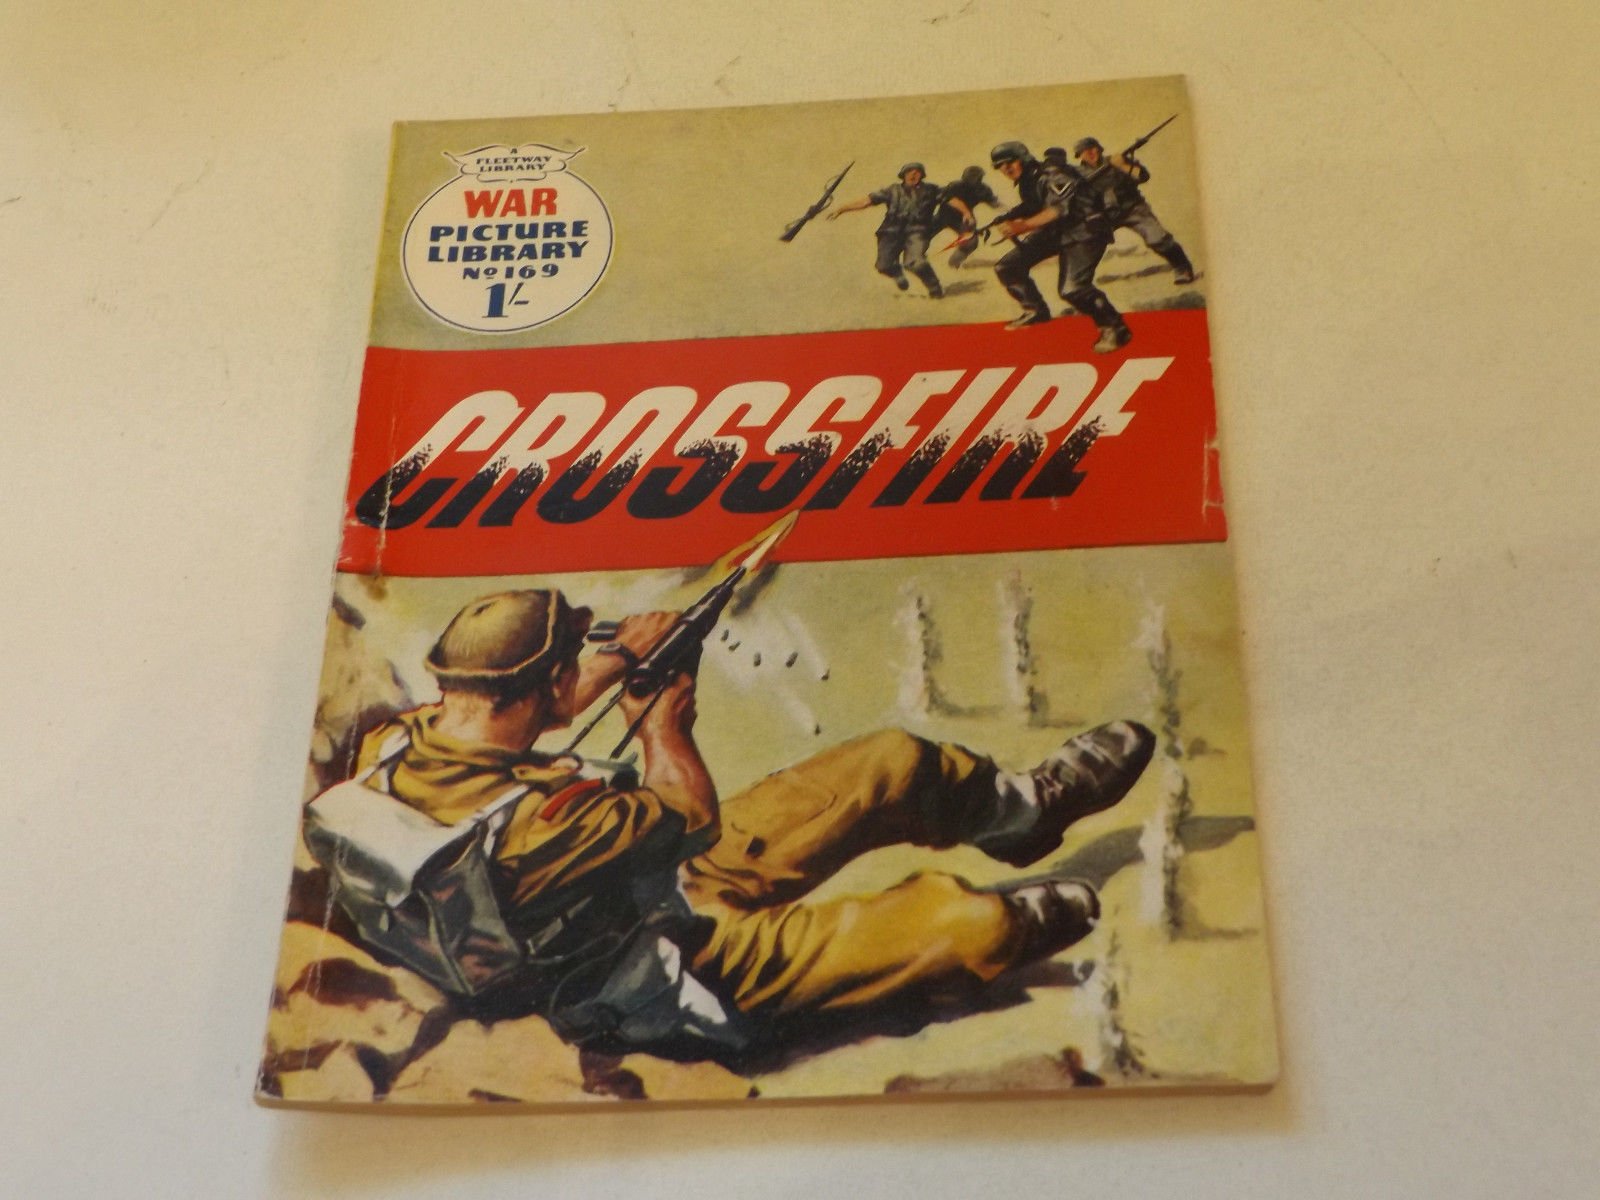 A
FLEETWAY
LIBRARY
WAR
PICTURE
LIBRARY
Nº 169
1/-
CROSSFIRE